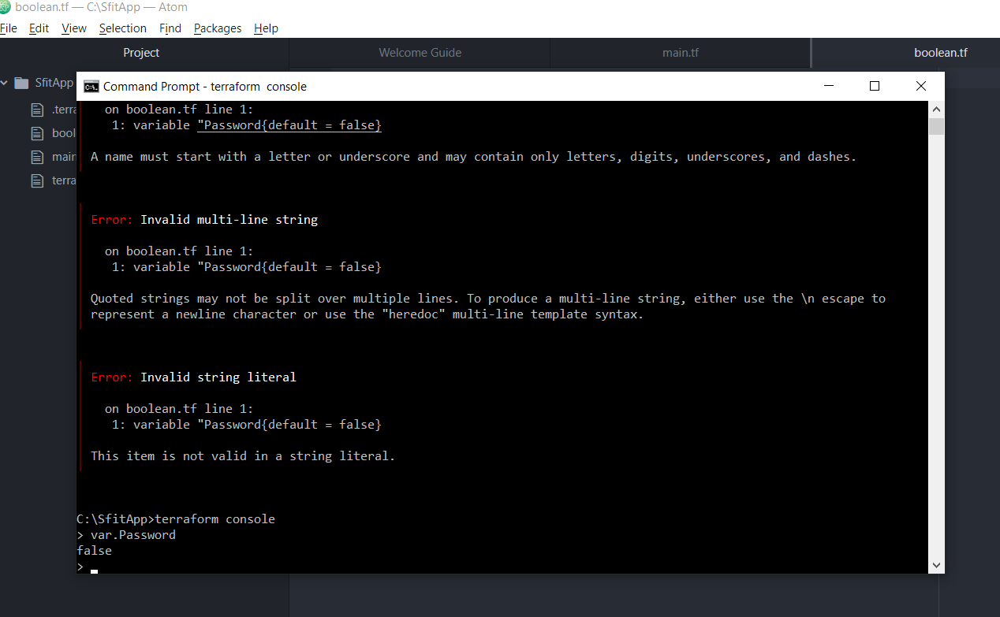 boolean.tf — C:\SfitApp — Atom
File Edit View Selection Find Packages Help
Project Welcome Guide main.tf boolean.tf
SfitApp
.terra
bool
main
terra
Command Prompt - terraform  console
on boolean.tf line 1:
1: variable "Password{default = false}
A name must start with a letter or underscore and may contain only letters, digits, underscores, and dashes.
Error: Invalid multi-line string
on boolean.tf line 1:
1: variable "Password{default = false}
Quoted strings may not be split over multiple lines. To produce a multi-line string, either use the \n escape to
represent a newline character or use the "heredoc" multi-line template syntax.
Error: Invalid string literal
on boolean.tf line 1:
1: variable "Password{default = false}
This item is not valid in a string literal.
C:\SfitApp>terraform console
> var.Password
false
>